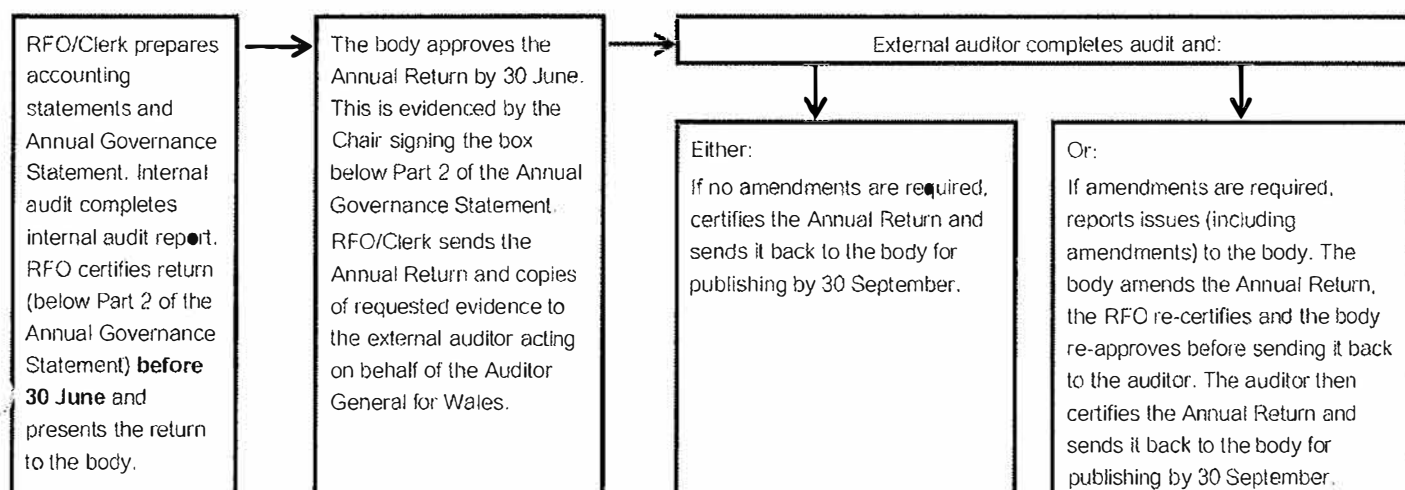 RFO/Clerk prepares
accounting
statements and
Annual Governance
Statement. Internal
audit completes
internal audit report.
RFO certifies return
(below Part 2 of the
Annual Governance
Statement) before
30 June and
presents the return
to the body.
The body approves the
Annual Return by 30 June.
This is evidenced by the
Chair signing the box
below Part 2 of the Annual
Governance Statement.
RFO/Clerk sends the
Annual Return and copies
of requested evidence to
the external auditor acting
on behalf of the Auditor
General for Wales.
External auditor completes audit and:
Either:
If no amendments are required,
certifies the Annual Return and
sends it back to the body for
publishing by 30 September.
Or:
If amendments are required,
reports issues (including
amendments) to the body. The
body amends the Annual Return,
the RFO re-certifies and the body
re-approves before sending it back
to the auditor. The auditor then
certifies the Annual Return and
sends it back to the body for
publishing by 30 September.